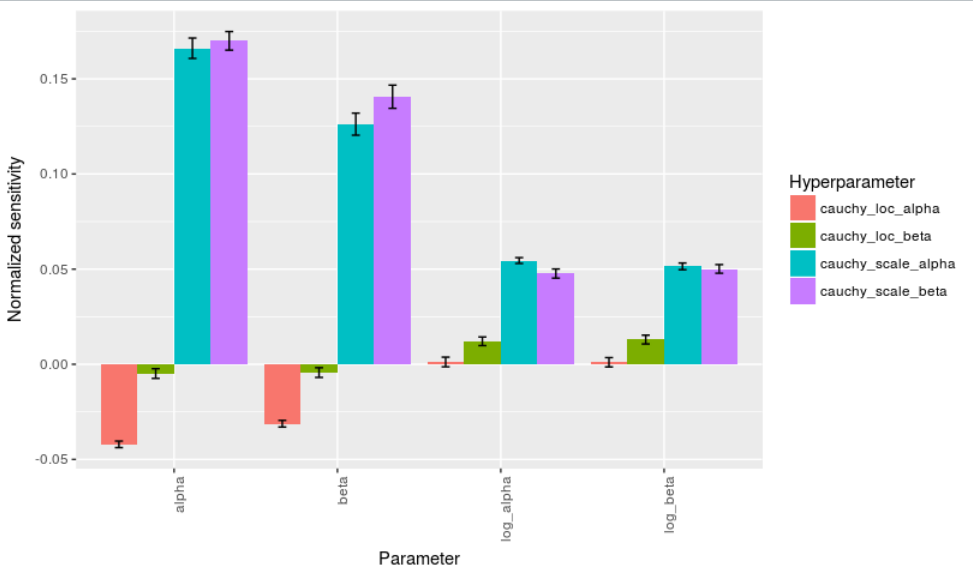 Normalized sensitivity
0.15
0.10
0.05
0.00
-0.05
alpha
beta
log_alpha
log_beta
Parameter
Hyperparameter
cauchy_loc_alpha
cauchy_loc_beta
cauchy_scale_alpha
cauchy_scale_beta